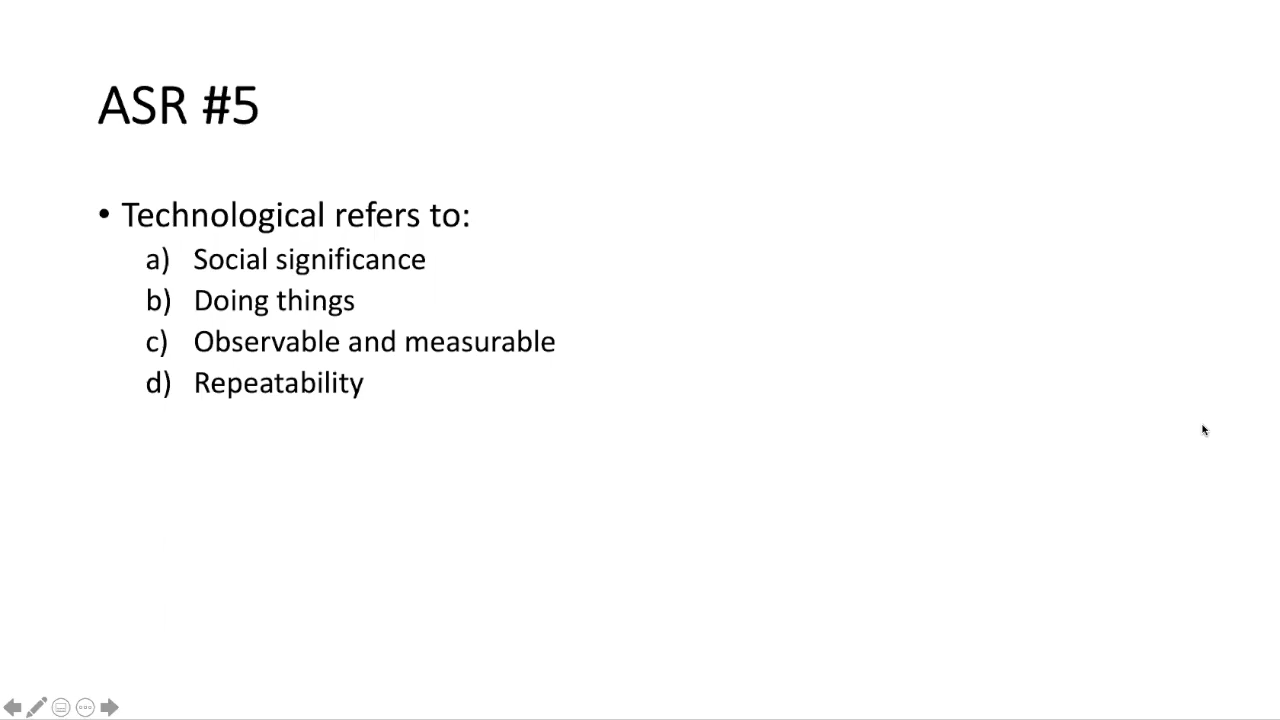 ASR #5
• Technological refers to:
a) Social significance
b) Doing things
c) Observable and measurable
d) Repeatability